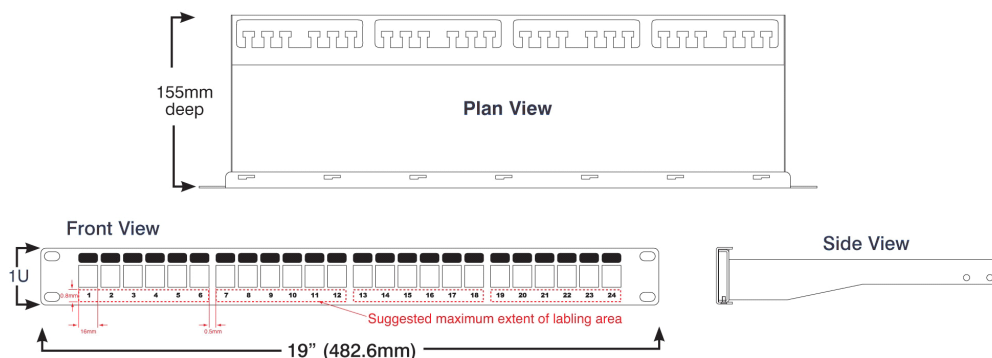 155mm
deep
Plan View
Front View
Side View
1U
0.8mm
1 2 3 4 5 6 7 8 9 10 11 12 13 14 15 16 17 18 19 20 21 22 23 24
16mm
0.5mm
Suggested maximum extent of labling area
19” (482.6mm)